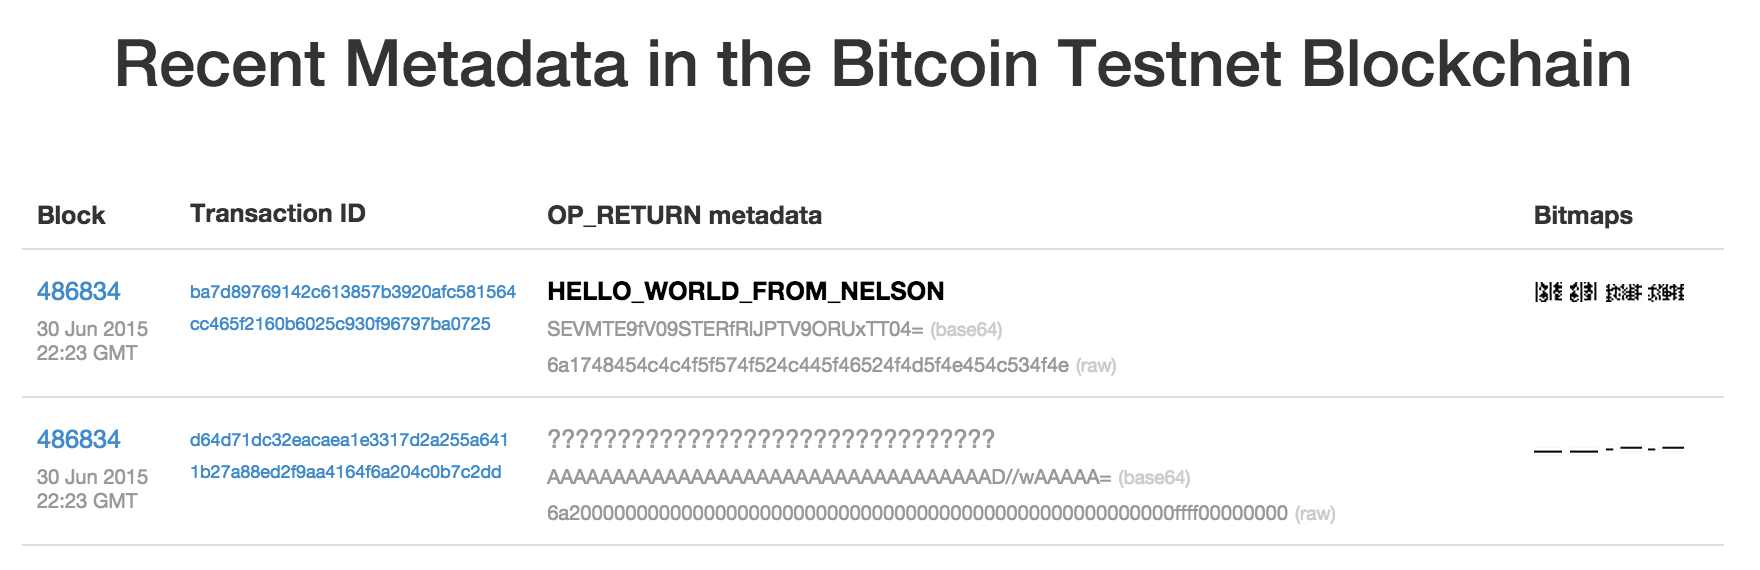 Recent Metadata in the Bitcoin Testnet Blockchain
Block Transaction ID OP_RETURN metadata Bitmaps
486834 ba7d89769142c613857b3920afc581564 HELLO_WORLD_FROM_NELSON
30 Jun 2015 cc465f2160b6025c930f96797ba0725 SEVMTE9fV09STERfRlJPTV9ORUxTT04= (base64)
22:23 GMT 6a1748454c4c4f5f574f524c445f46524f4d5f4e454c534f4e (raw)
486834 d64d71dc32eacaea1e3317d2a255a641 ????????????????????????????????
30 Jun 2015 1b27a88ed2f9aa4164f6a204c0b7c2dd AAAAAAAAAAAAAAAAAAAAAAAAAAAAAAAAAAD//wAAAAA= (base64)
22:23 GMT 6a200000000000000000000000000000000000000000000000000000ffff00000000 (raw)